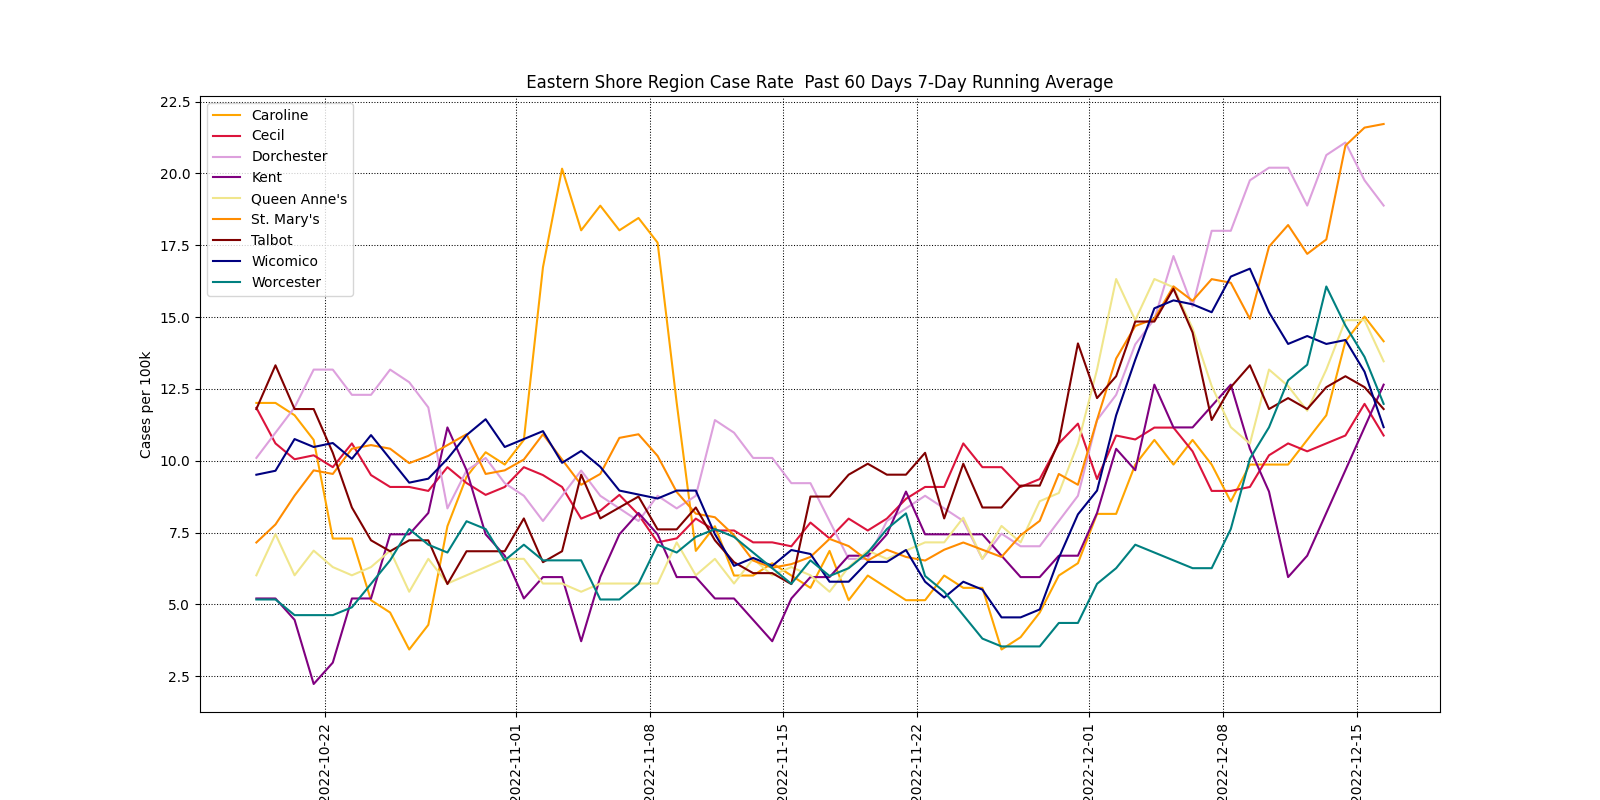 Eastern Shore Region Case Rate  Past 60 Days 7-Day Running Average
22.5
20.0
17.5
15.0
12.5
10.0
7.5
5.0
2.5
Cases per 100k
Caroline
Cecil
Dorchester
Kent
Queen Anne's
St. Mary's
Talbot
Wicomico
Worcester
2022-10-22
2022-11-01
2022-11-08
2022-11-15
2022-11-22
2022-12-01
2022-12-08
2022-12-15